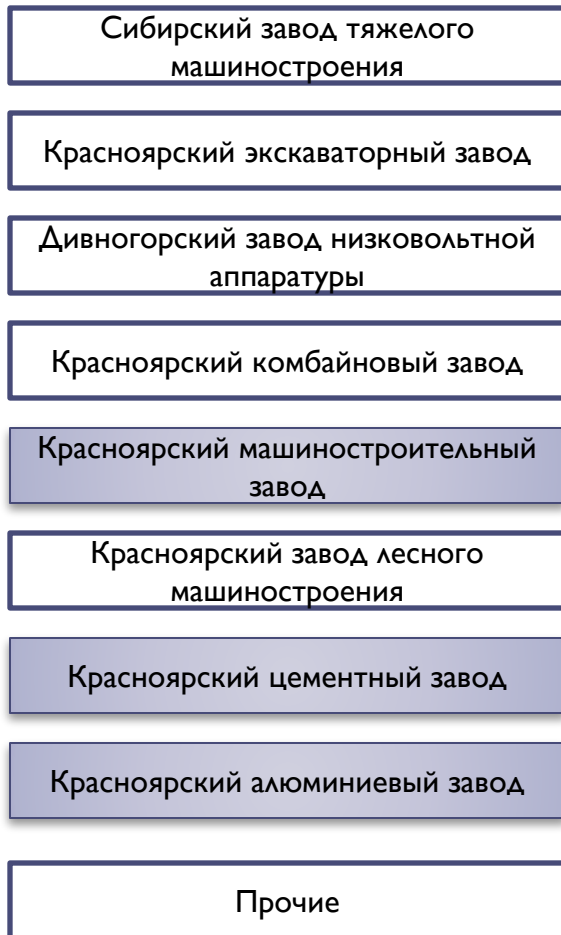 Сибирский завод тяжелого
машиностроения
Красноярский экскаваторный завод
Дивногорский завод низковольтной
аппаратуры
Красноярский комбайновый завод
Красноярский машиностроительный
завод
Красноярский завод лесного
машиностроения
Красноярский цементный завод
Красноярский алюминиевый завод
Прочие